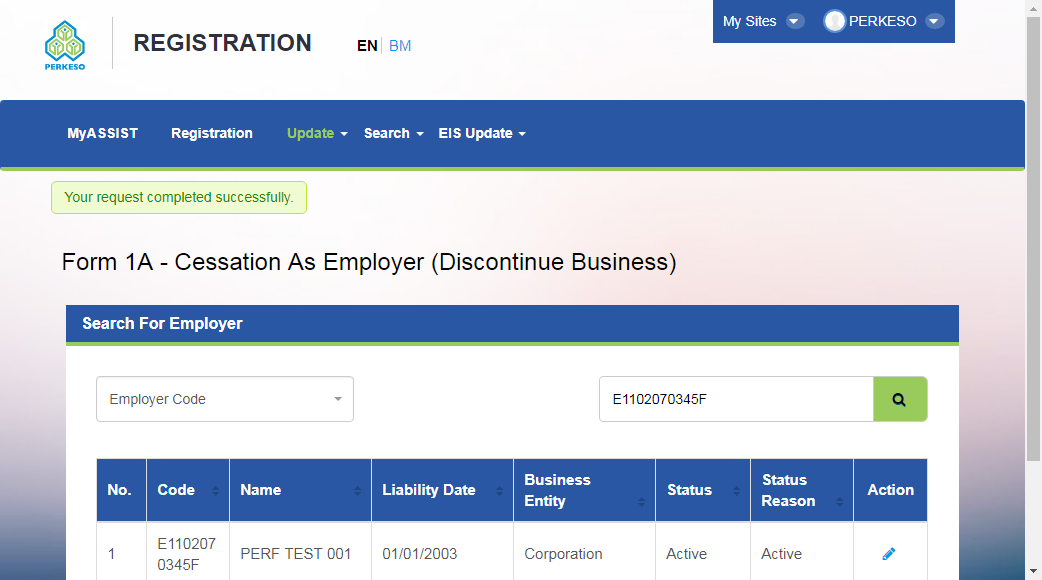 My Sites PERKESO
PERKESO
REGISTRATION
EN BM
MyASSIST Registration Update Search EIS Update
Your request completed successfully.
Form 1A - Cessation As Employer (Discontinue Business)
Search For Employer
Employer Code E1102070345F
No. Code Name Liability Date Business Entity Status Status Reason Action
1 E1102070345F PERF TEST 001 01/01/2003 Corporation Active Active